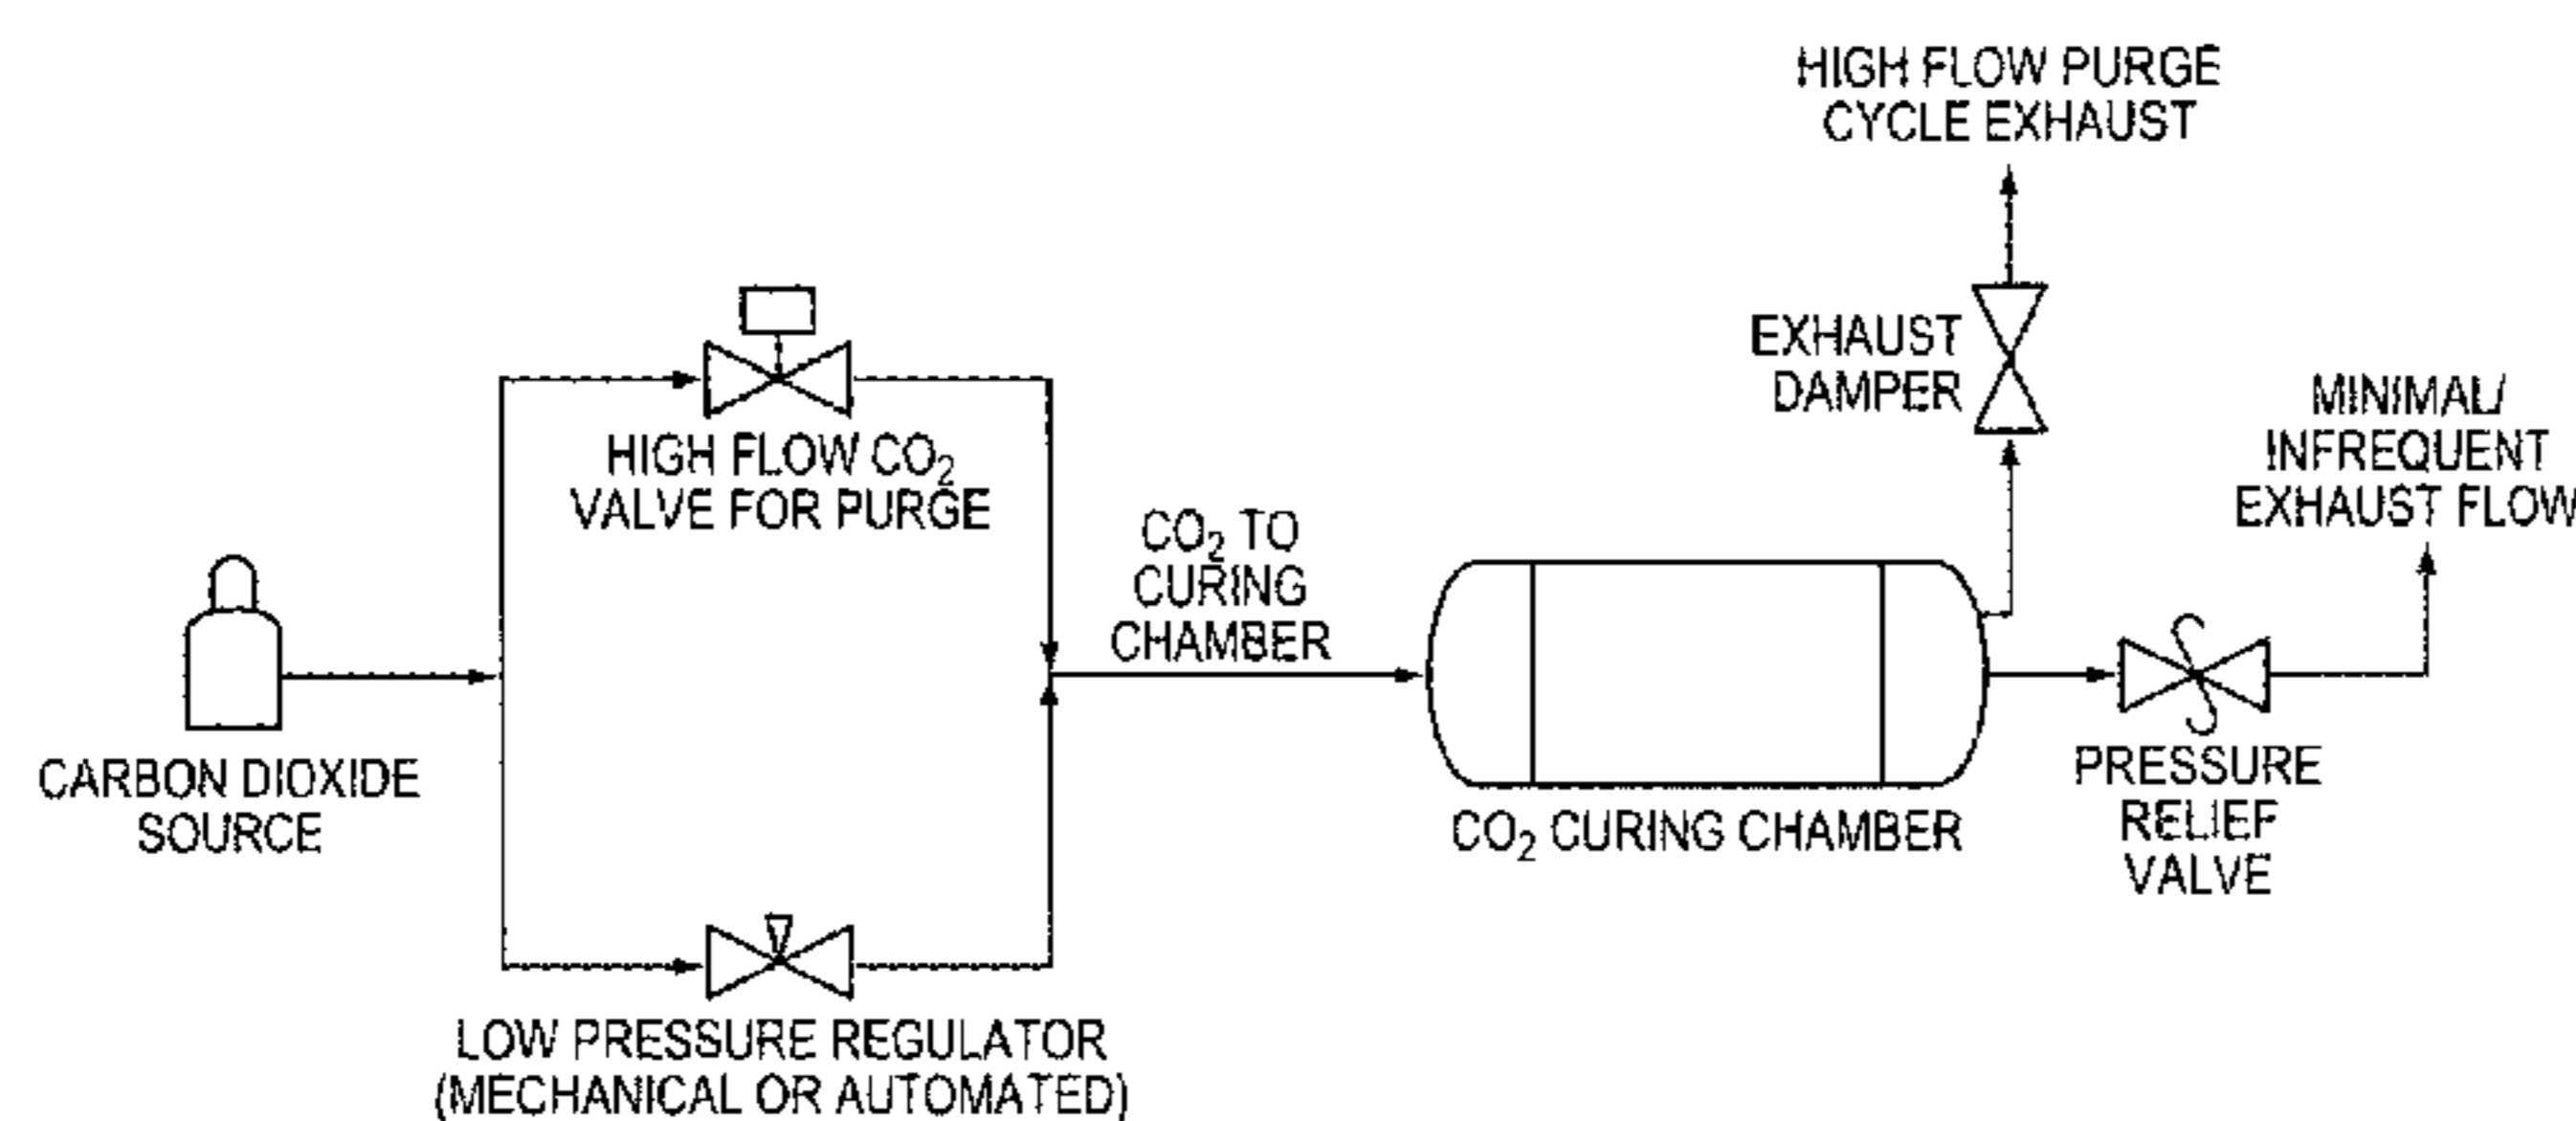 HIGH FLOW PURGE
CYCLE EXHAUST
EXHAUST
DAMPER
MINIMAL/
INFREQUENT
EXHAUST FLOW
HIGH FLOW CO₂
VALVE FOR PURGE
CO₂ TO
CURING
CHAMBER
CARBON DIOXIDE
SOURCE
CO₂ CURING CHAMBER
PRESSURE
RELIEF
VALVE
LOW PRESSURE REGULATOR
(MECHANICAL OR AUTOMATED)